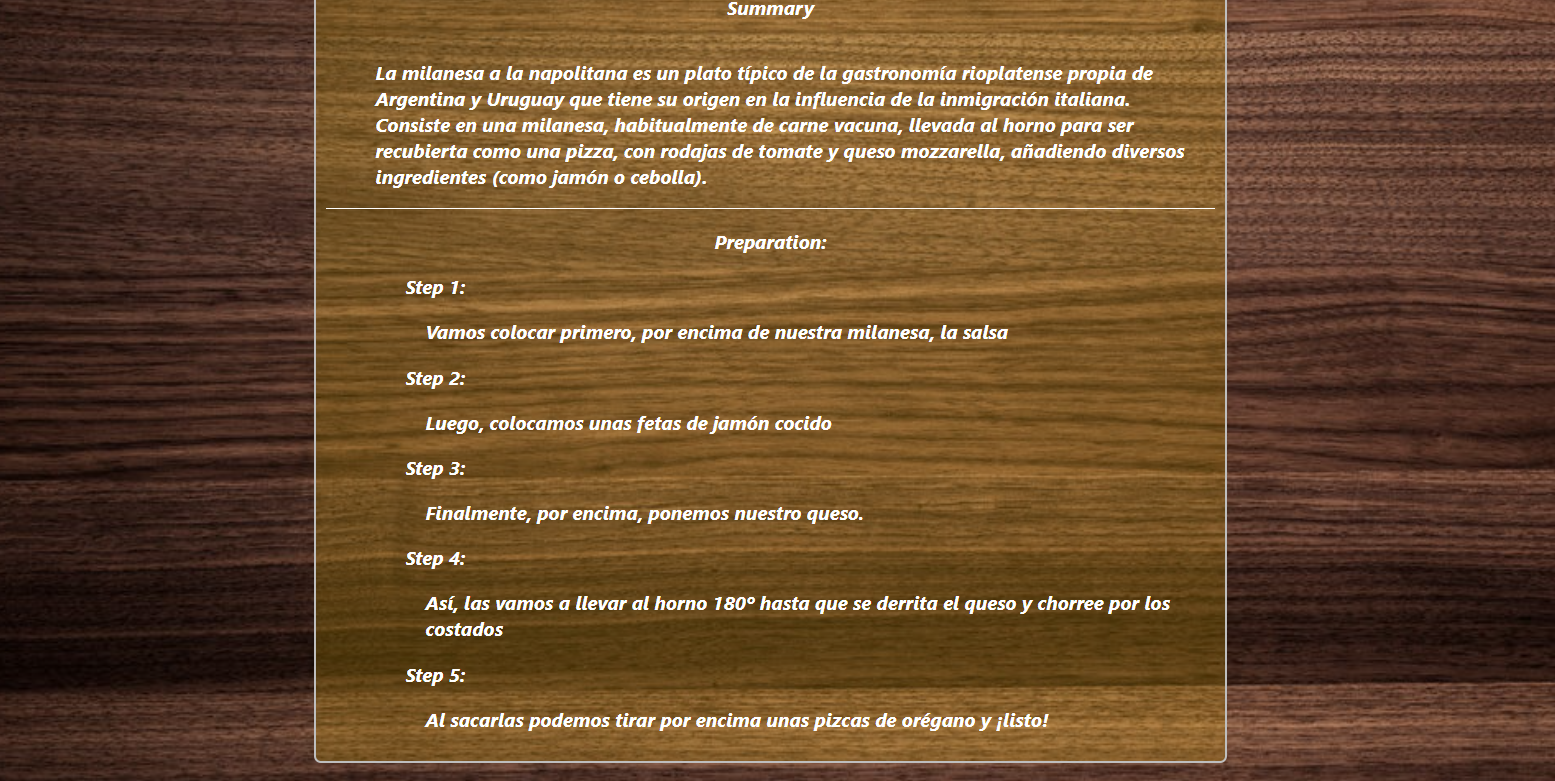 Summary
La milanesa a la napolitana es un plato típico de la gastronomía rioplatense propia de
Argentina y Uruguay que tiene su origen en la influencia de la inmigración italiana.
Consiste en una milanesa, habitualmente de carne vacuna, llevada al horno para ser
recubierta como una pizza, con rodajas de tomate y queso mozzarella, añadiendo diversos
ingredientes (como jamón o cebolla).
Preparation:
Step 1:
Vamos colocar primero, por encima de nuestra milanesa, la salsa
Step 2:
Luego, colocamos unas fetas de jamón cocido
Step 3:
Finalmente, por encima, ponemos nuestro queso.
Step 4:
Así, las vamos a llevar al horno 180º hasta que se derrita el queso y chorree por los
costados
Step 5:
Al sacarlas podemos tirar por encima unas pizcas de orégano y ¡listo!